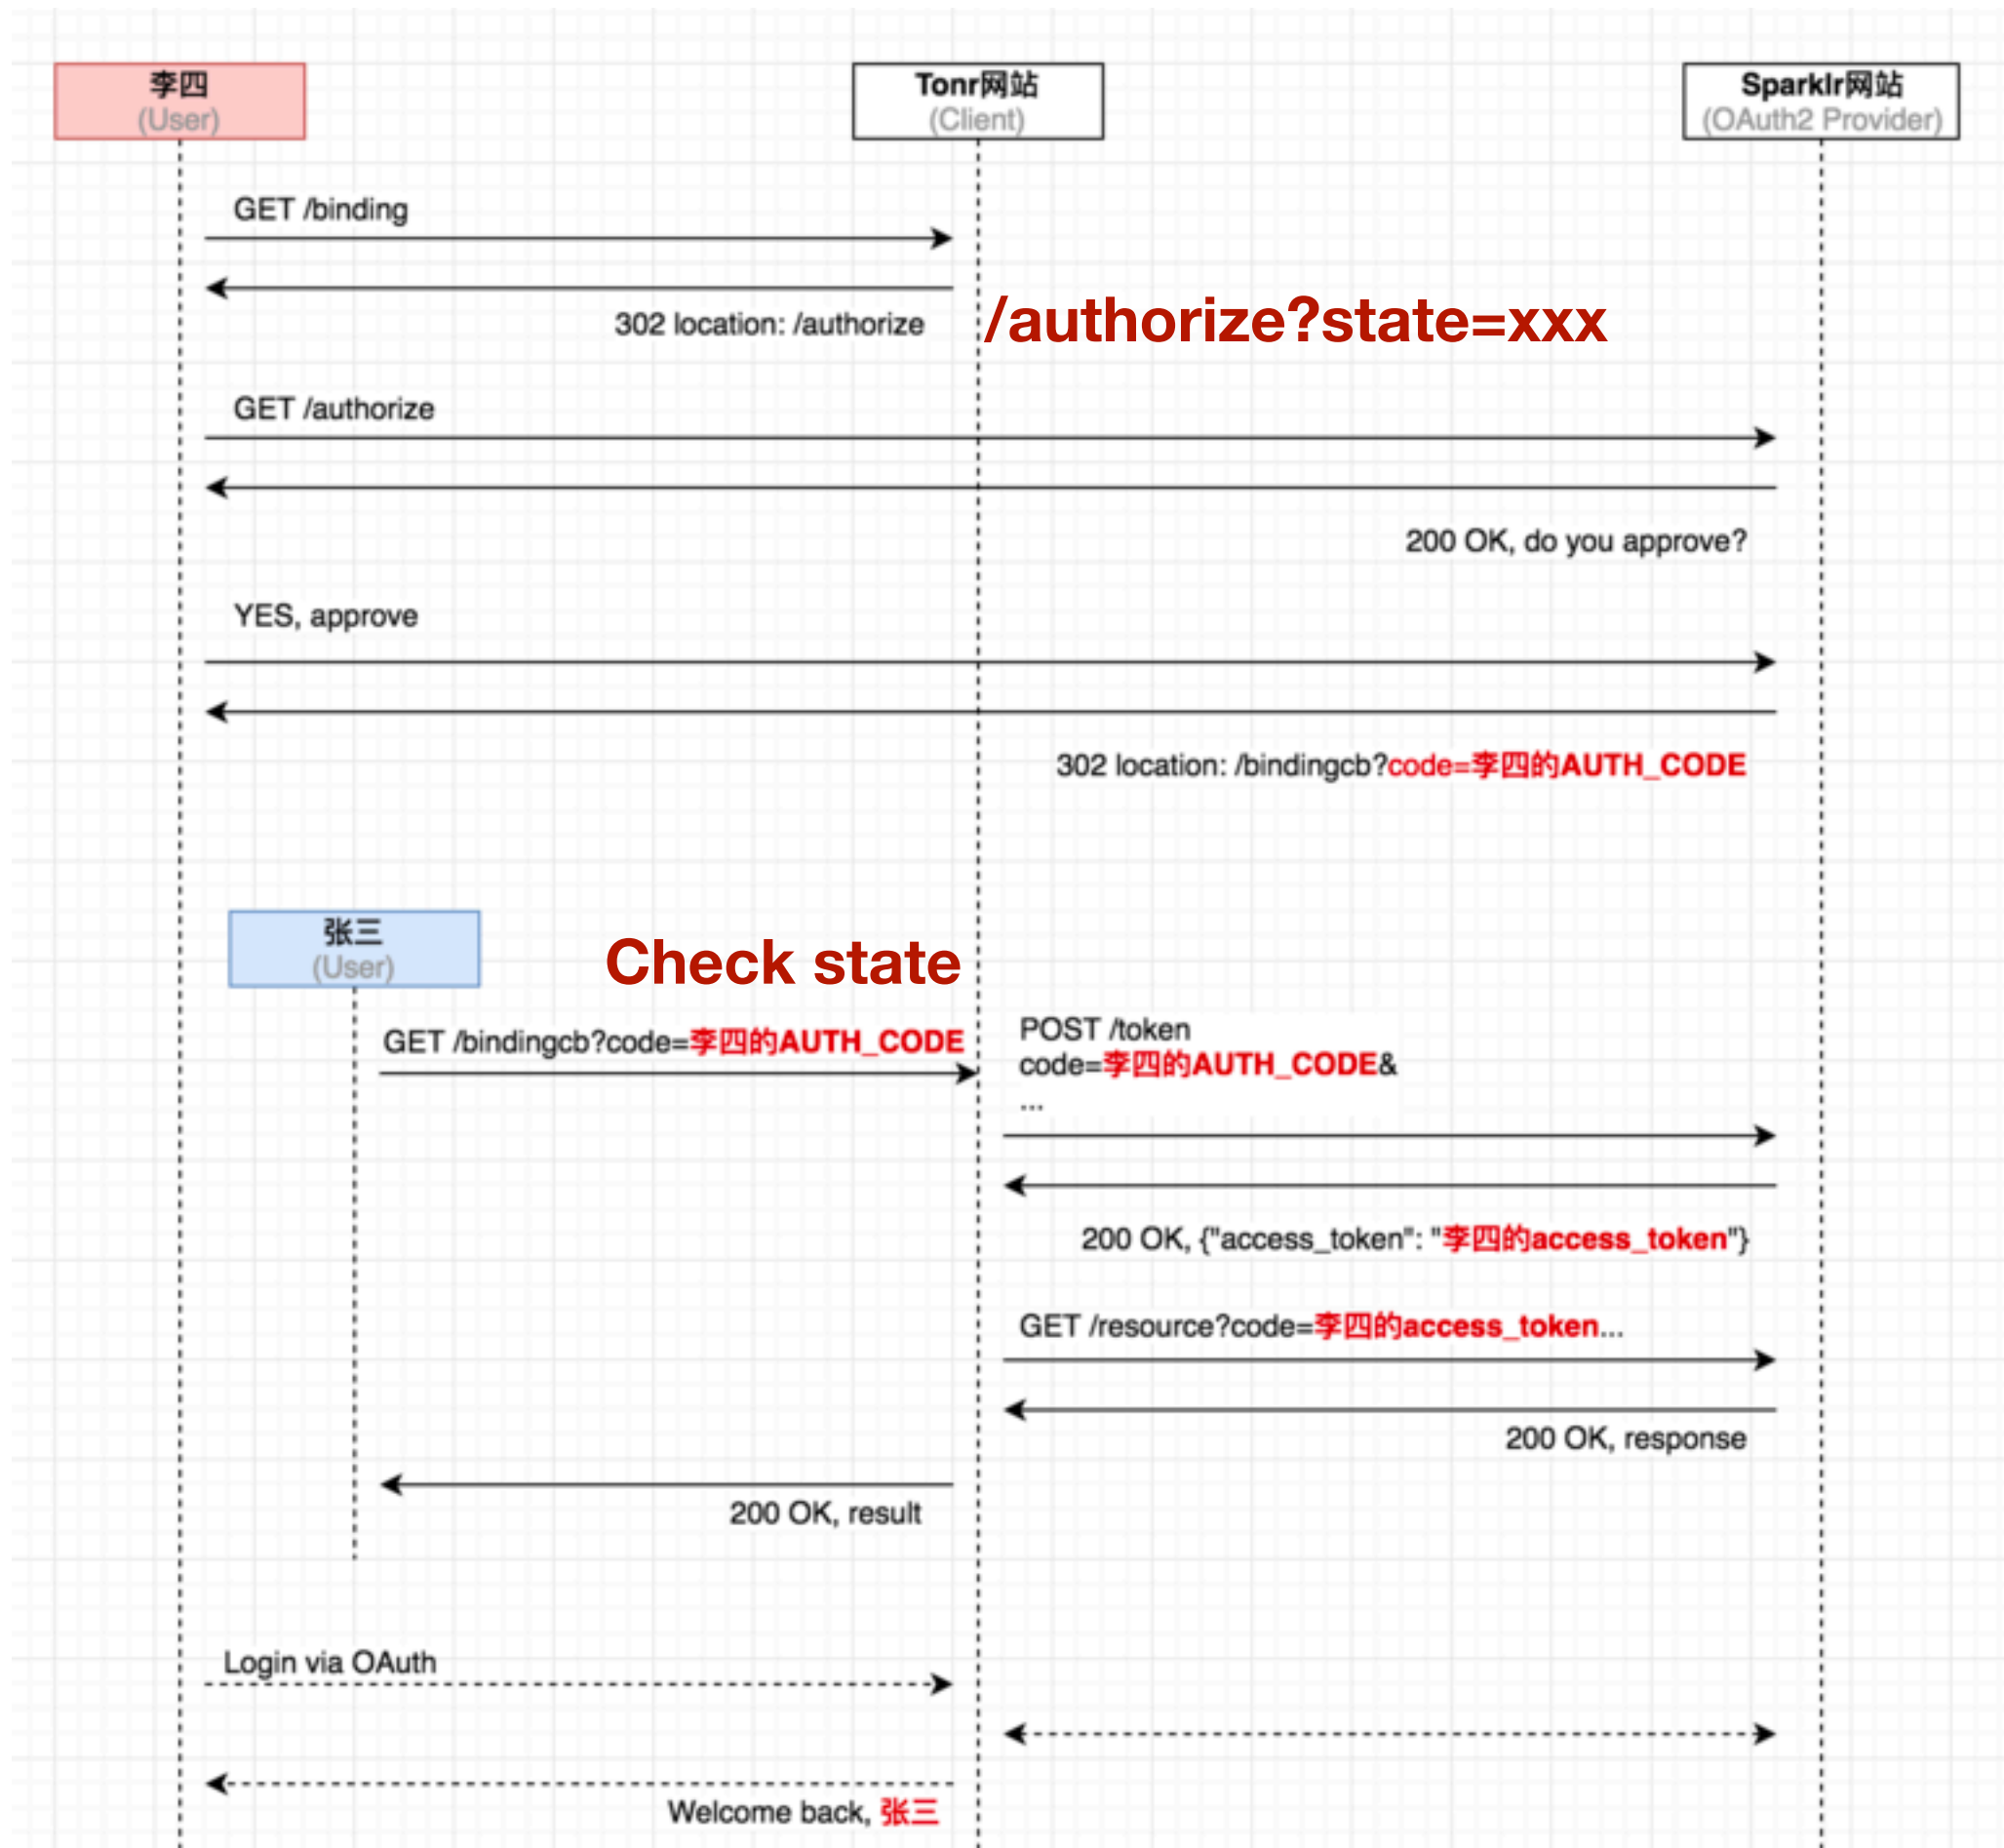 李四
(User)
Tonr网站
(Client)
Sparklr网站
(OAuth2 Provider)
GET /binding
302 location: /authorize
/authorize?state=xxx
GET /authorize
200 OK, do you approve?
YES, approve
302 location: /bindingcb?code=李四的AUTH_CODE
张三
(User)
Check state
GET /bindingcb?code=李四的AUTH_CODE
POST /token
code=李四的AUTH_CODE&
...
200 OK, {"access_token": "李四的access_token"}
GET /resource?code=李四的access_token...
200 OK, response
200 OK, result
Login via OAuth
Welcome back, 张三